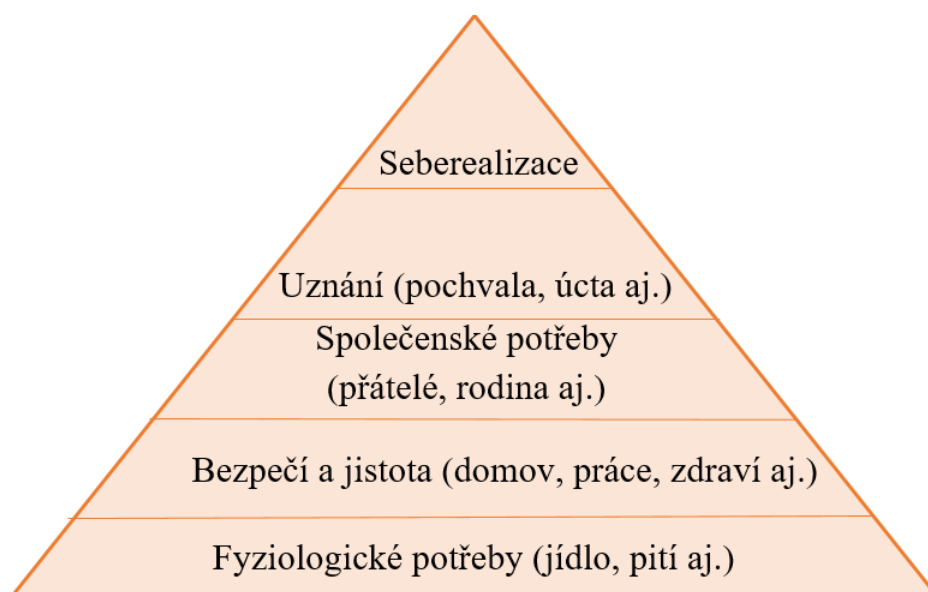 Seberealizace
Uznání (pochvala, úcta aj.)
Společenské potřeby
(přátelé, rodina aj.)
Bezpečí a jistota (domov, práce, zdraví aj.)
Fyziologické potřeby (jídlo, pití aj.)